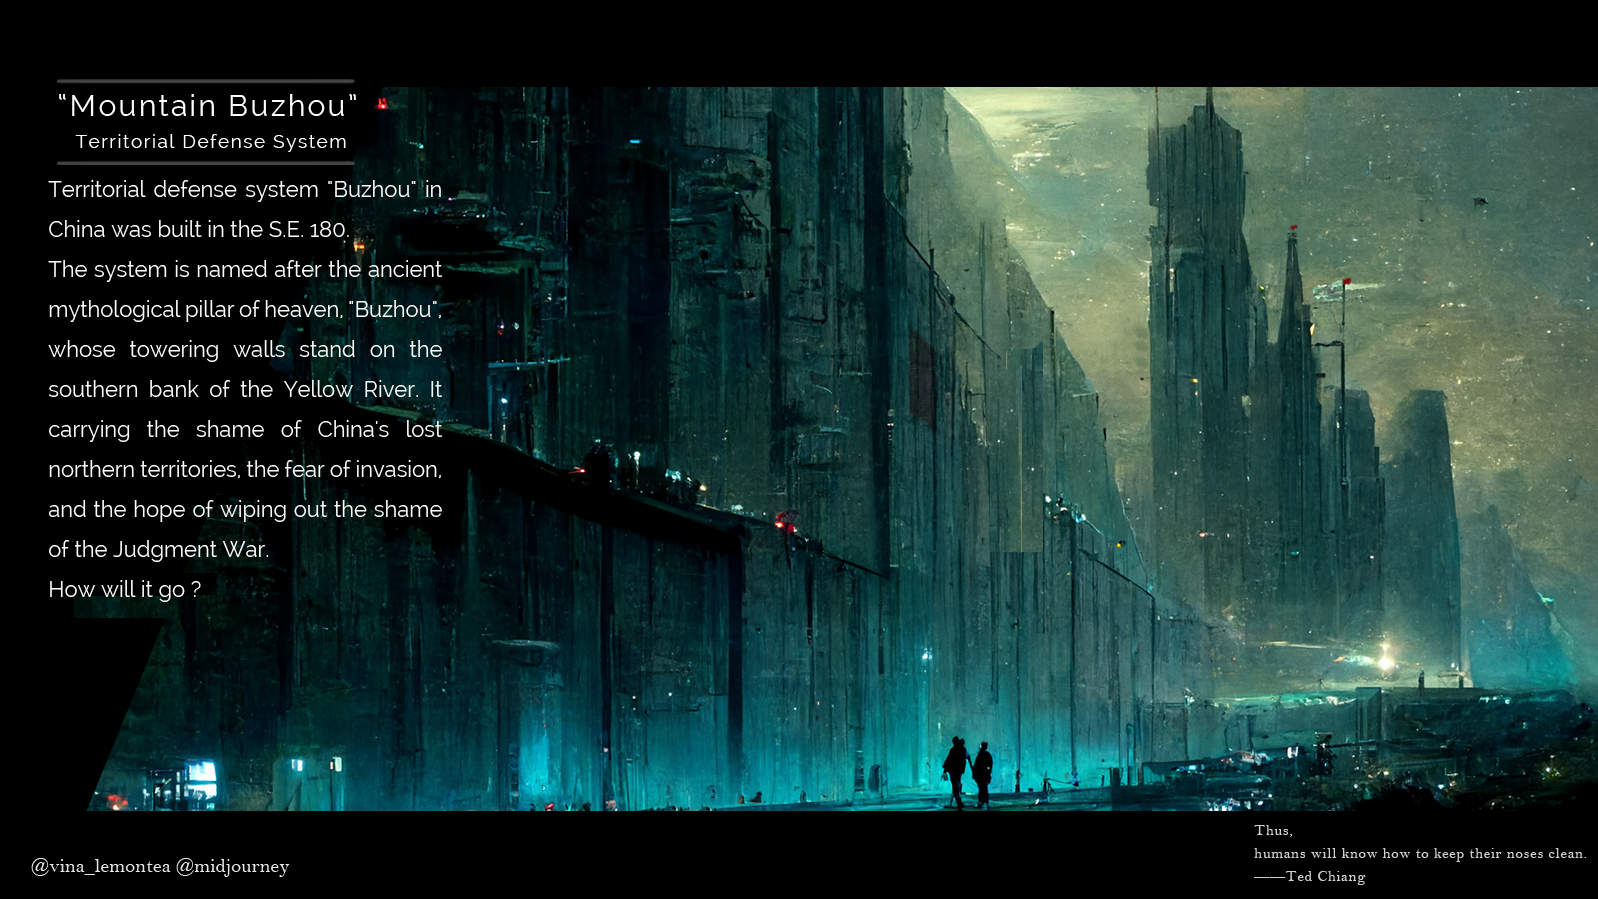 “Mountain Buzhou”
Territorial Defense System
Territorial defense system "Buzhou" in
China was built in the S.E. 180.
The system is named after the ancient
mythological pillar of heaven, "Buzhou",
whose towering walls stand on the
southern bank of the Yellow River. It
carrying the shame of China's lost
northern territories, the fear of invasion,
and the hope of wiping out the shame
of the Judgment War.
How will it go ?
Thus,
humans will know how to keep their noses clean.
——Ted Chiang
@vina_lemontea @midjourney